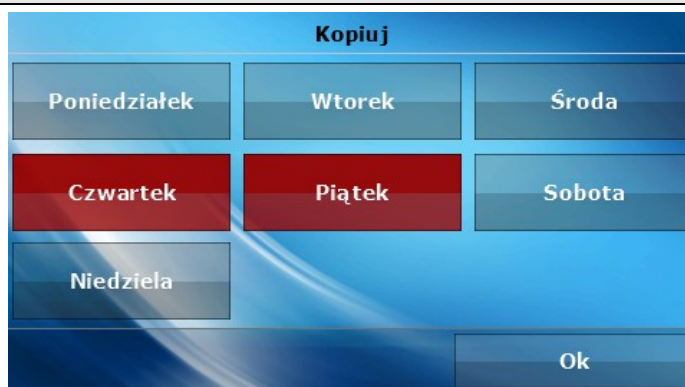 Kopiuj
Poniedziałek Wtorek Środa
Czwartek Piątek Sobota
Niedziela
Ok